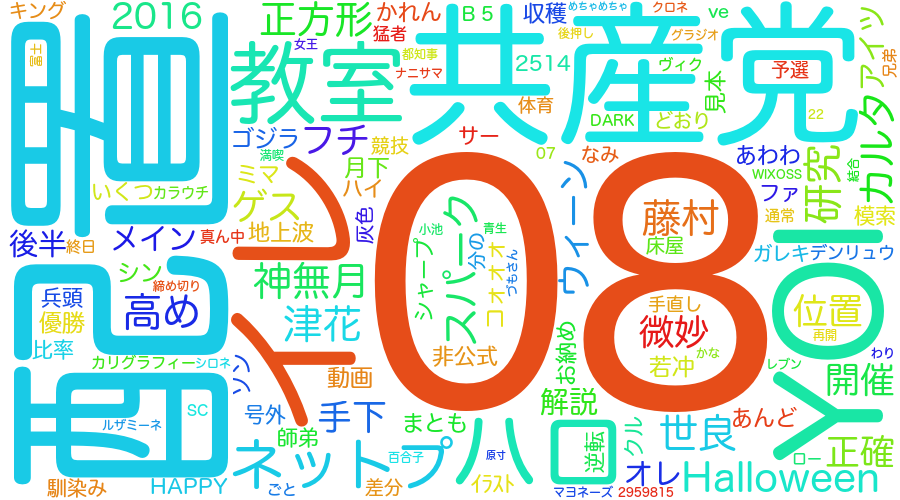 キング
2016
正方形
かれん
B 5
収穫
めちゃめちゃ
クロネ
ve
アイツ
女王
猛者
都知事
後押し
グラジオ
兄弟
教室
共産党
ナニサマ
2514
ヴィク
見本
予選
体育
DARK
どおり
22
カルタ
ゴジラ
フチ
競技
サー
07
なみ
あわわ
研究
結合
満喫
月下
WIXOSS
ミマ
ハイ
ファ
いくつ
カラウチ
ゲス
灰色
08
藤村
通常
模索
後半
終日
メイン
真ん中
地上波
小池
青生
分の
床屋
ガレキ
デンリュウ
シャープ
スパーク
コォオオ
づもさん
ウィーン
シン
神無月
締め切り
兵頭
高め
優勝
津花
手直し
位置
再開
比率
微妙
かな
わり
カリグラフィー
シロネ
ソン
動画
非公式
お納め
若冲
レブン
開催
SC
号外
手下
まとも
解説
世良
あんど
ルザミーネ
師弟
逆転
クル
正確
ネットプ
百合子
原寸
ロー
馴染み
HAPPY
ごと
差分
イラスト
マヨネーズ
オレ
2959815
Halloween